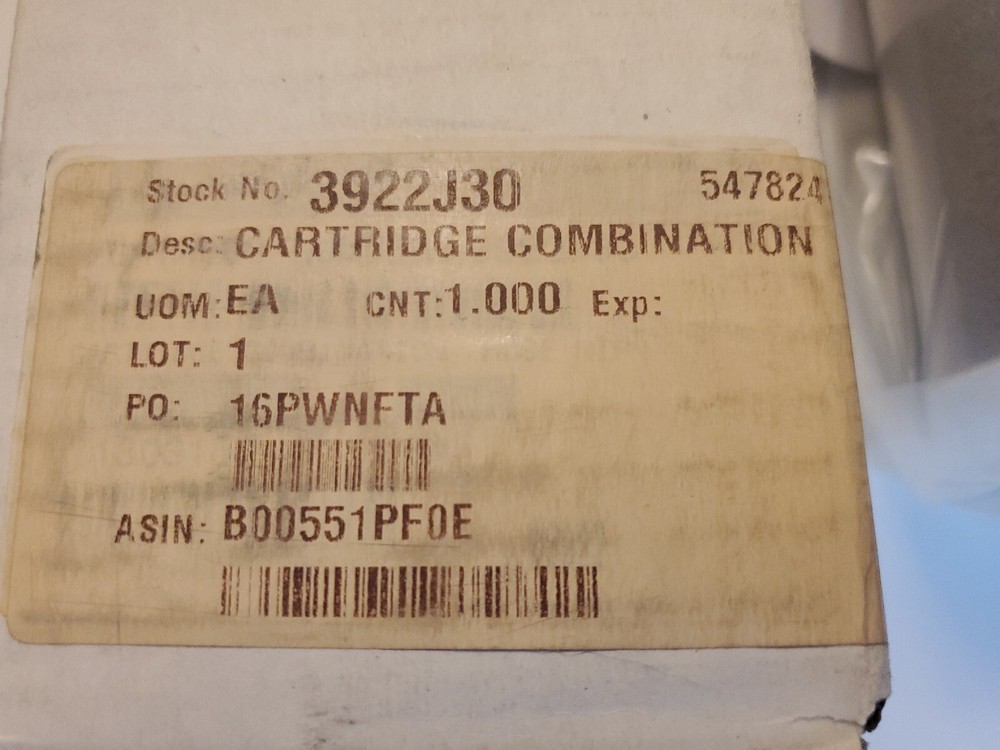 Stock No. 3922J30 547824
Desc: CARTRIDGE COMBINATION
UOM: EA CNT: 1.000 Exp:
LOT: 1
PO: 16PWNFTA
ASIN: B00551PF0E